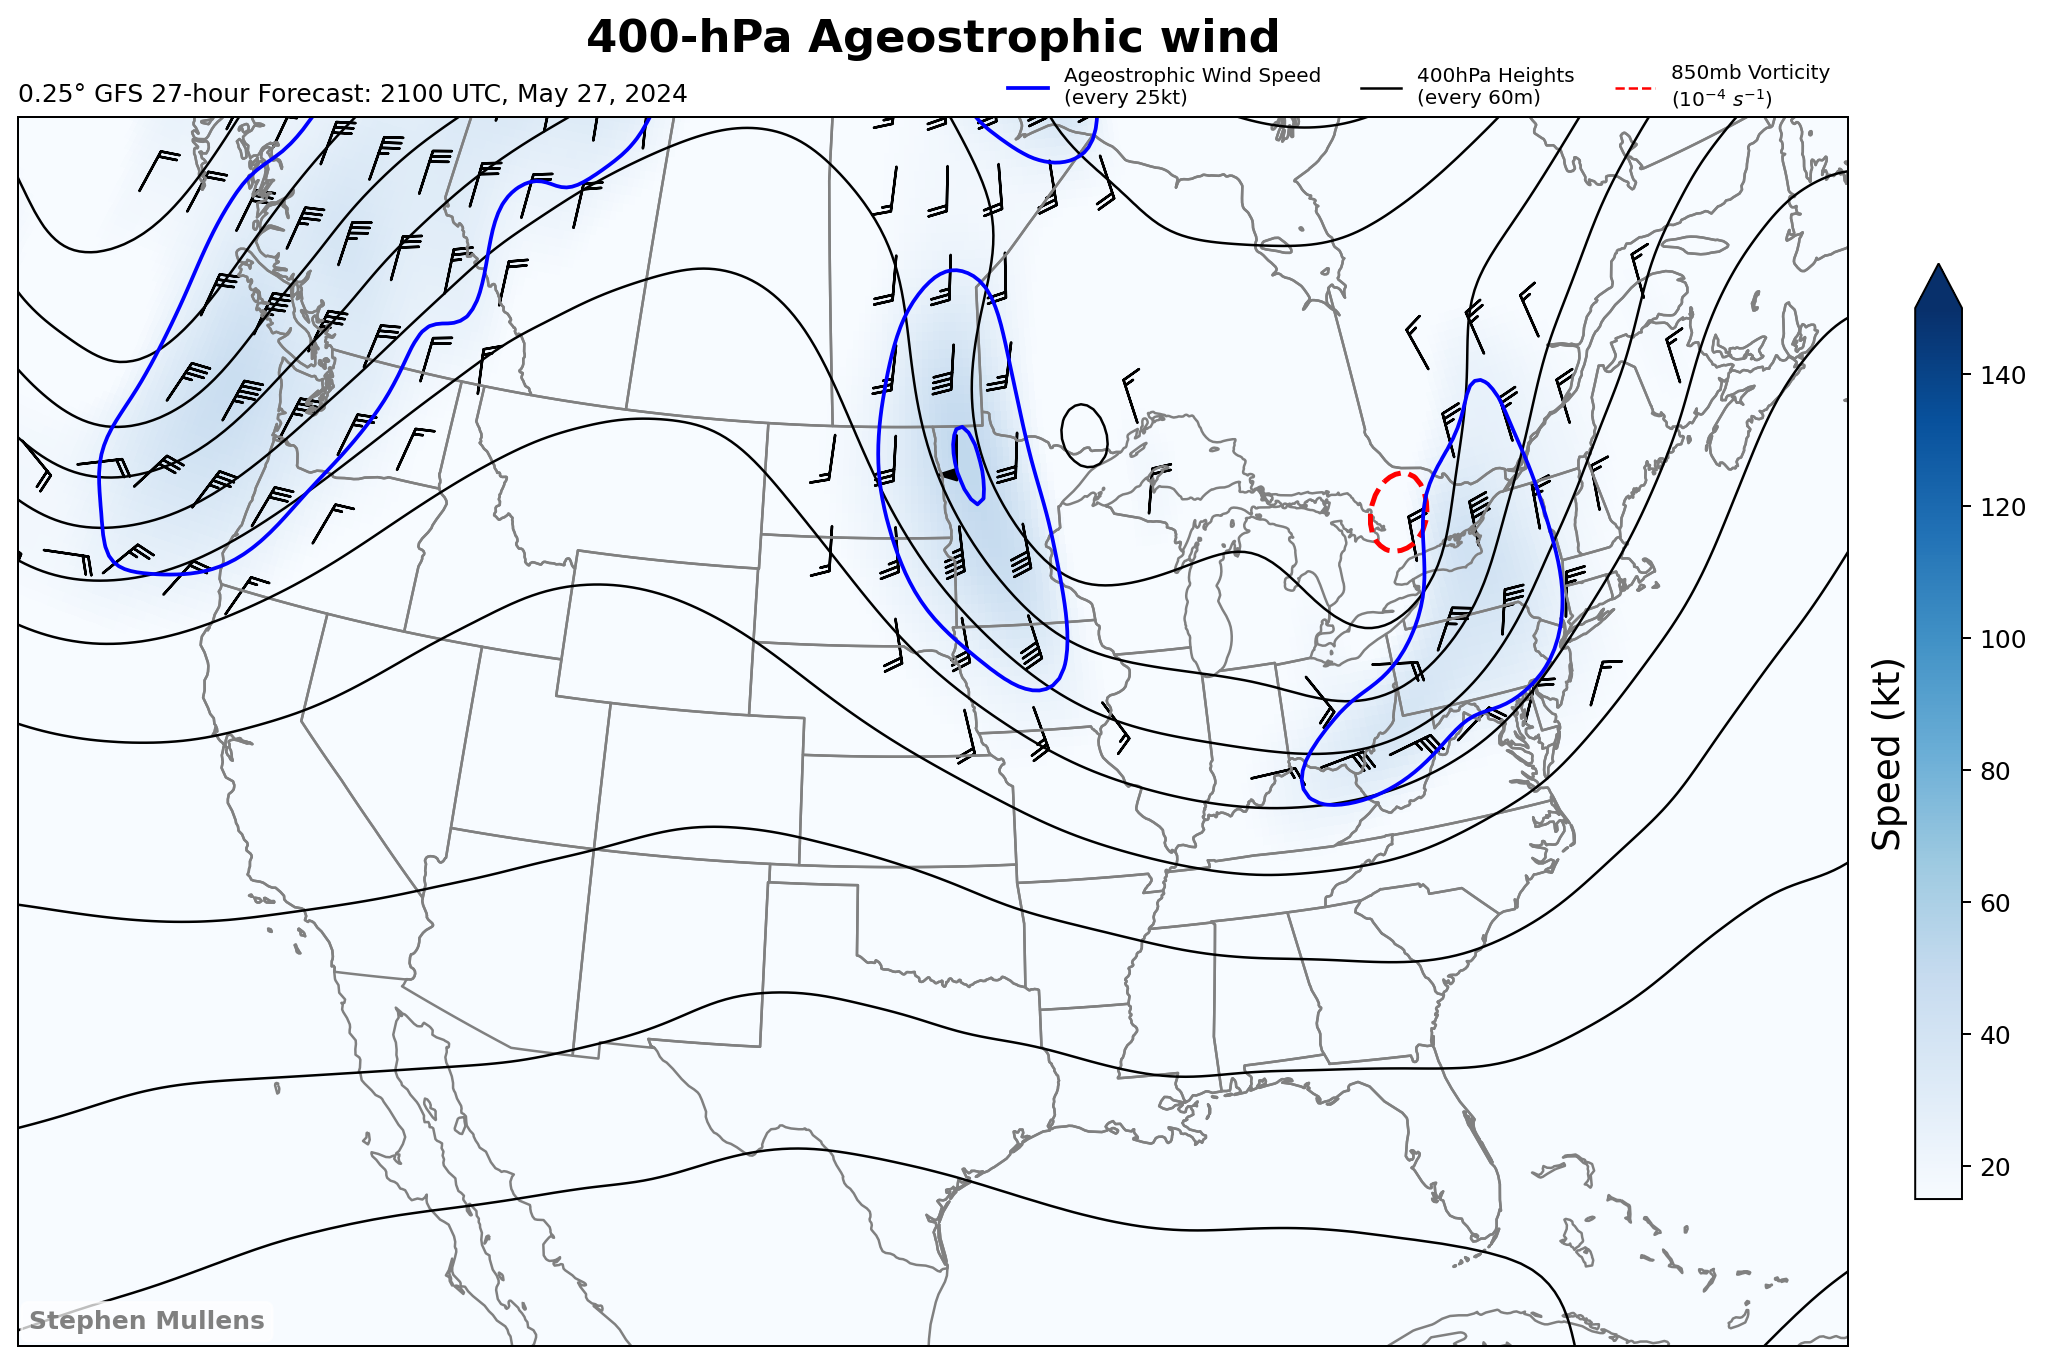 400-hPa Ageostrophic wind
0.25° GFS 27-hour Forecast: 2100 UTC, May 27, 2024
Ageostrophic Wind Speed
(every 25kt)
400hPa Heights
(every 60m)
850mb Vorticity
(10⁻⁴ s⁻¹)
140
120
100
80
60
40
20
Speed (kt)
Stephen Mullens